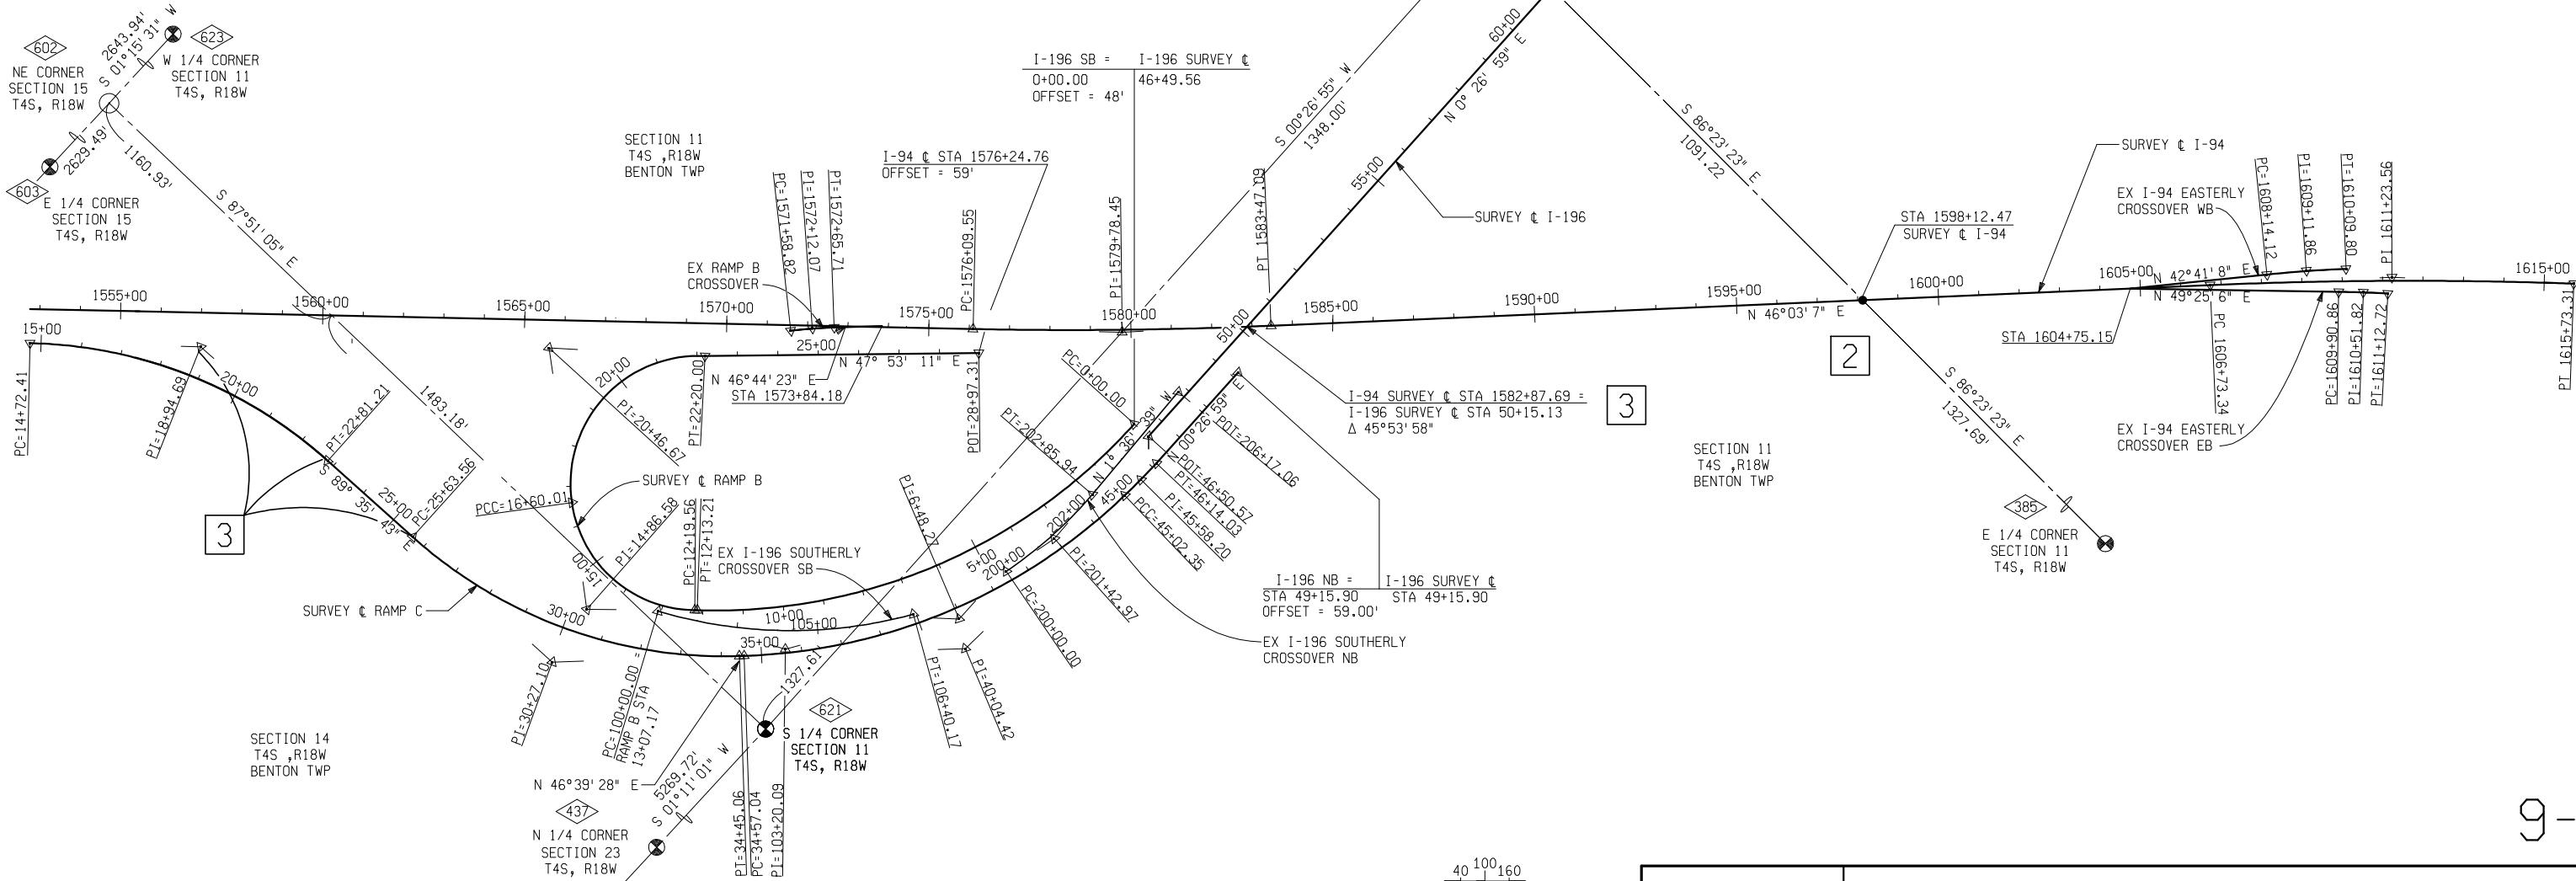 602
NE CORNER
SECTION 15
T4S, R18W
2643.94'
S 01°15'31" W
623
W 1/4 CORNER
SECTION 11
T4S, R18W
603
2629.49'
E 1/4 CORNER
SECTION 15
T4S, R18W
1160.93'
S 87°51'05" E
SECTION 11
T4S ,R18W
BENTON TWP
I-196 SB = I-196 SURVEY ℄
0+00.00 46+49.56
OFFSET = 48'
I-94 ℄ STA 1576+24.76
OFFSET = 59'
PC=1571+58.82
PI=1572+12.07
PT=1572+65.71
PC=1576+09.55
PI=1579+78.45
PT 1583+47.09
S 00°26'55" W
1348.00'
60+00
N 0° 26' 59" E
55+00
SURVEY ℄ I-196
S 86°23'23" E
1091.22
SURVEY ℄ I-94
EX I-94 EASTERLY
CROSSOVER WB
STA 1598+12.47
SURVEY ℄ I-94
PC=1608+14.12
PI=1609+11.86
PT=1610+09.08
PI 1611+23.56
EX RAMP B
CROSSOVER
1555+00
1560+00
1565+00
1570+00
1575+00
1580+00
1585+00
1590+00
1595+00
1600+00
1605+00
1615+00
N 42°41'8" E
N 49°25'6" E
N 46°03'7" E
50+00
15+00
25+00
N 47° 53' 11" E
N 46°44'23" E
STA 1573+84.18
STA 1604+75.15
PC 1606+73.34
PC=1609+90.86
PI=1610+51.82
PT=1611+12.72
PT 1615+73.31
EX I-94 EASTERLY
CROSSOVER EB
2
3
I-94 SURVEY ℄ STA 1582+87.69 =
I-196 SURVEY ℄ STA 50+15.13
Δ 45°53'58"
PC=14+72.41
PI=18+94.69
20+00
PT=22+81.21
1483.18'
S 89° 35' 43" E
25+00
PC=25+63.56
3
20+00
PI=20+46.67
PT=22+20.00
POT=28+97.31
PC=0+00.00
PT=202+85.94
N 1° 36' 39" W
N 00°26'59" E
POT=206+17.06
POT=46+50.57
PT=46+14.03
PI=45+58.20
PCC=45+02.35
45+00
202+00
SECTION 11
T4S ,R18W
BENTON TWP
S 86°23'23" E
1327.69'
385
E 1/4 CORNER
SECTION 11
T4S, R18W
SURVEY ℄ RAMP B
PCC=16+60.01
PI=14+86.58
PC=12+19.56
PT=12+13.21
PI=6+48.27
EX I-196 SOUTHERLY
CROSSOVER SB
15+00
5+00
200+00
PI=201+42.97
PC=200+00.00
I-196 NB = I-196 SURVEY ℄
STA 49+15.90 STA 49+15.90
OFFSET = 59.00'
EX I-196 SOUTHERLY
CROSSOVER NB
SURVEY ℄ RAMP C
30+00
10+00
105+00
35+00
PI=30+27.10
PC=100+00.00 =
RAMP B STA
13+07.17
1327.61
621
S 1/4 CORNER
SECTION 11
T4S, R18W
PT=106+40.17
PI=40+04.42
SECTION 14
T4S ,R18W
BENTON TWP
N 46°39'28" E
5269.72'
S 01°11'01" W
437
N 1/4 CORNER
SECTION 23
T4S, R18W
PT=34+45.06
PC=34+57.04
PI=103+20.09
9-
40 100 160